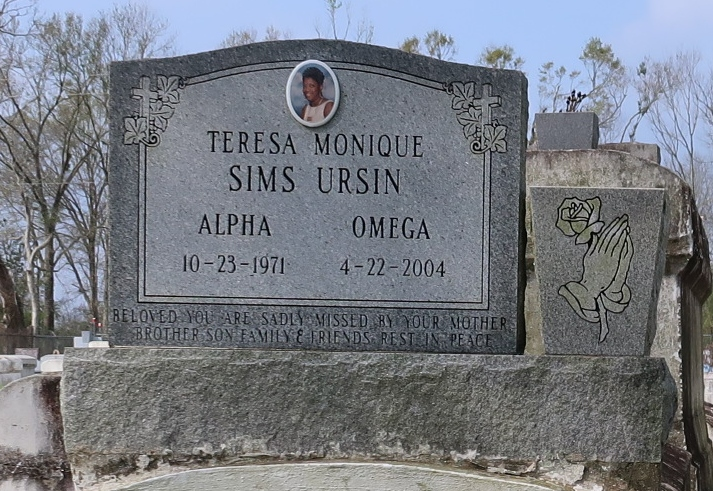 TERESA MONIQUE
SIMS URSIN
ALPHA OMEGA
10-23-1971 4-22-2004
BELOVED YOU ARE SADLY MISSED BY YOUR MOTHER
BROTHER SON FAMILY & FRIENDS REST IN PEACE